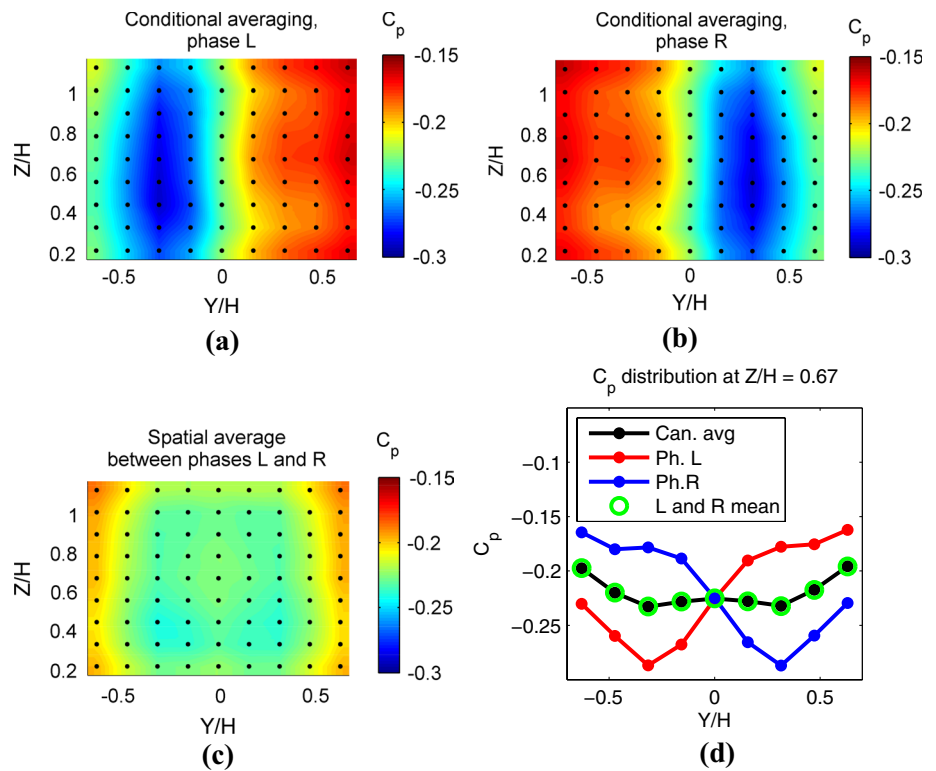 Conditional averaging,
phase L
C_p
-0.15
-0.2
-0.25
-0.3
Z/H
1
0.8
0.6
0.4
0.2
-0.5
0
0.5
Y/H
(a)
Conditional averaging,
phase R
C_p
-0.15
-0.2
-0.25
-0.3
Z/H
1
0.8
0.6
0.4
0.2
-0.5
0
0.5
Y/H
(b)
Spatial average
between phases L and R
C_p
-0.15
-0.2
-0.25
-0.3
Z/H
1
0.8
0.6
0.4
0.2
-0.5
0
0.5
Y/H
(c)
C_p distribution at Z/H = 0.67
Can. avg
Ph. L
Ph.R
L and R mean
C_p
−0.1
−0.15
−0.2
−0.25
−0.5
0
0.5
Y/H
(d)